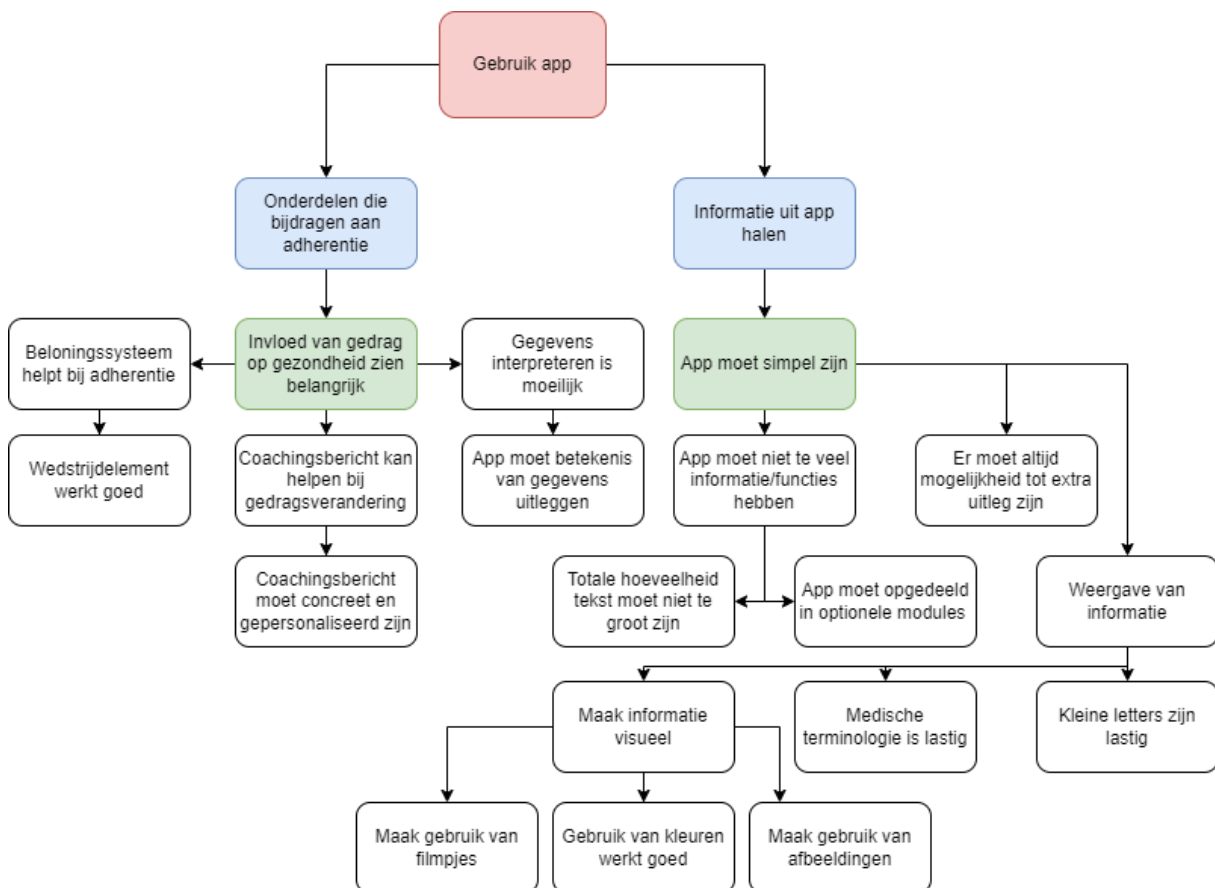 Gebruik app
Onderdelen die
bijdragen aan
adherentie
Informatie uit app
halen
Beloningssysteem
helpt bij adherentie
Invloed van gedrag
op gezondheid zien
belangrijk
Gegevens
interpreteren is
moeilijk
App moet simpel zijn
Wedstrijdelement
werkt goed
Coachingsbericht kan
helpen bij
gedragsverandering
App moet betekenis
van gegevens
uitleggen
App moet niet te veel
informatie/functies
hebben
Er moet altijd
mogelijkheid tot extra
uitleg zijn
Coachingsbericht
moet concreet en
gepersonaliseerd zijn
Totale hoeveelheid
tekst moet niet te
groot zijn
App moet opgedeeld
in optionele modules
Weergave van
informatie
Maak informatie
visueel
Medische
terminologie is lastig
Kleine letters zijn
lastig
Maak gebruik van
filmpjes
Gebruik van kleuren
werkt goed
Maak gebruik van
afbeeldingen